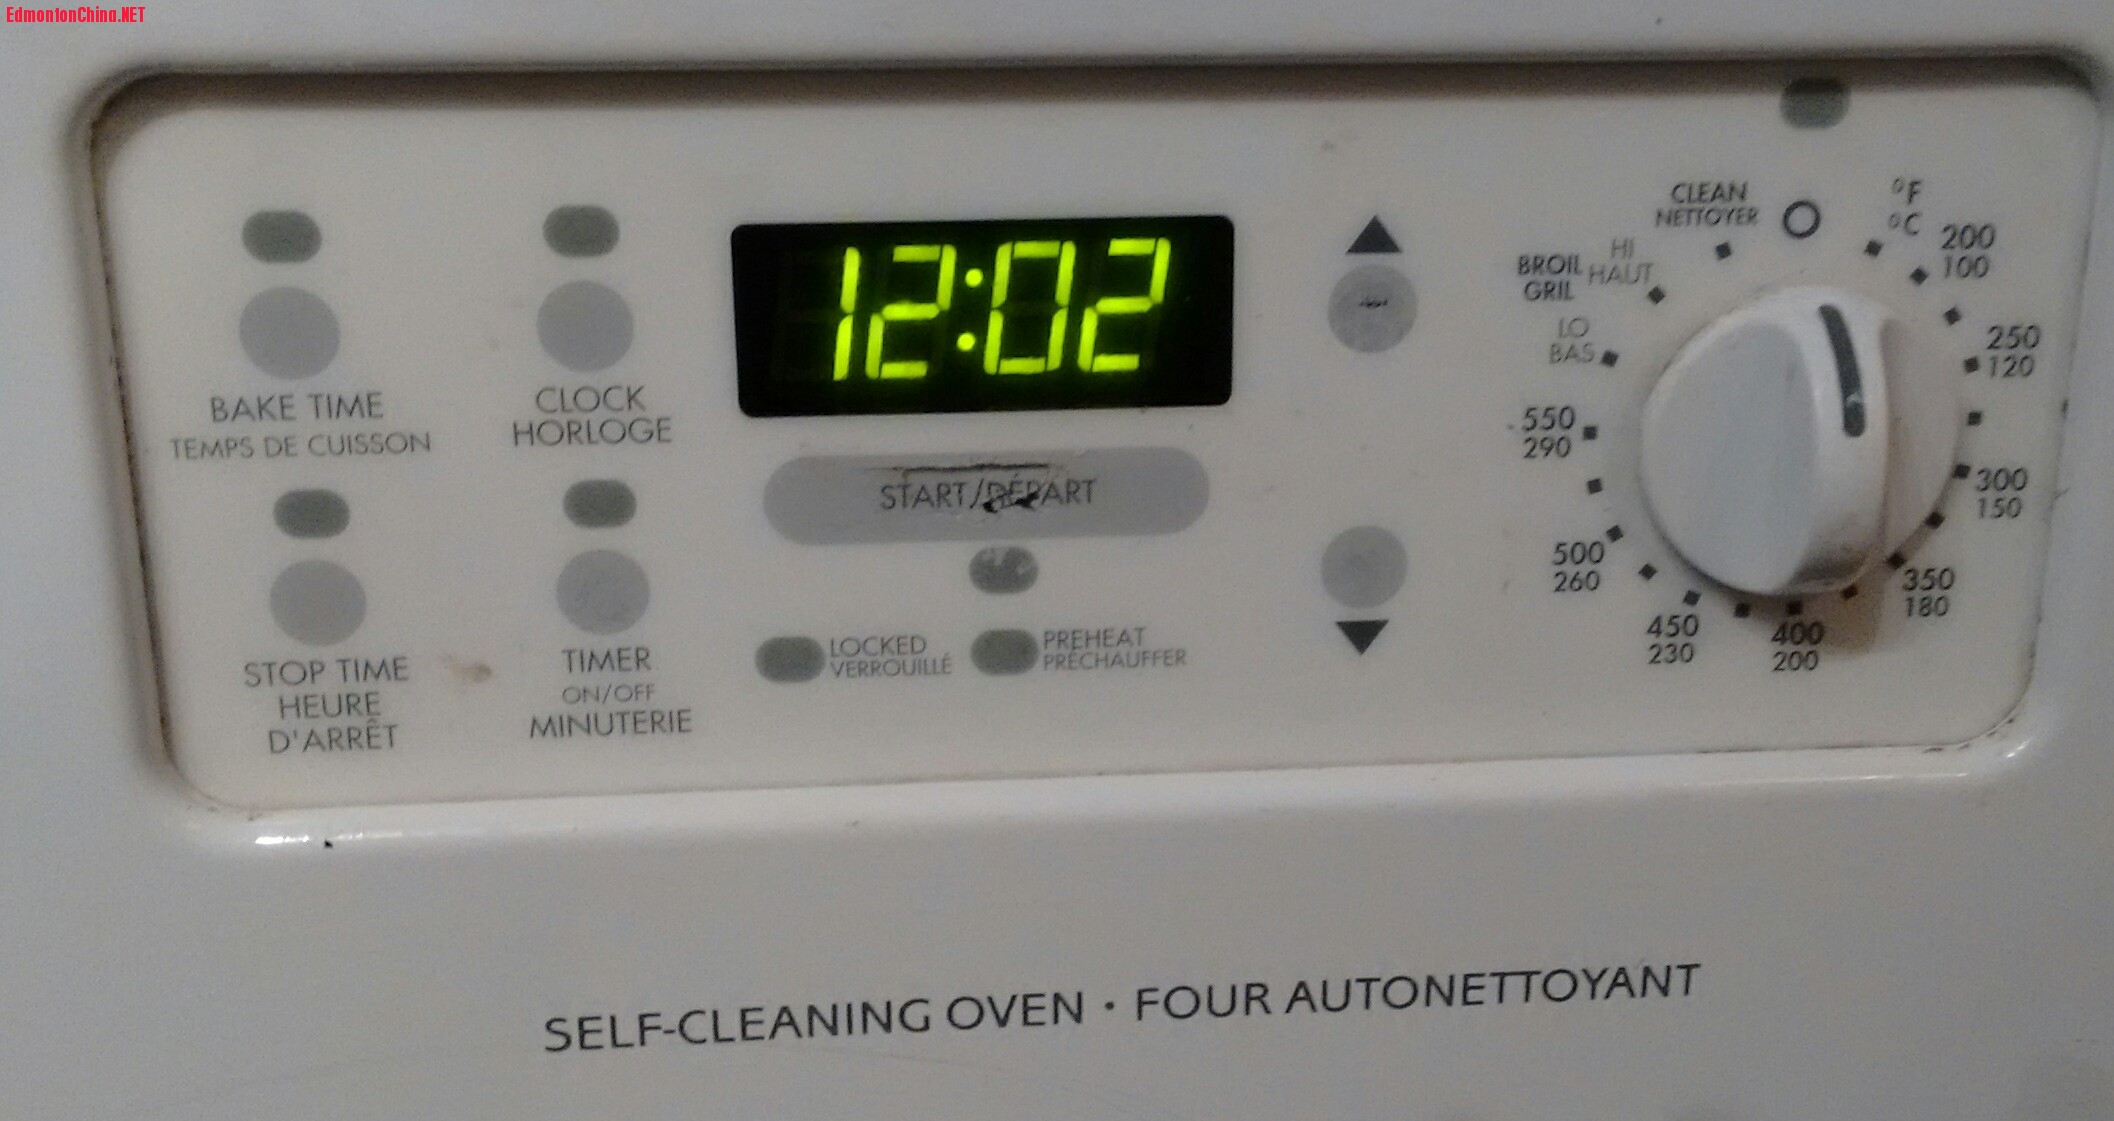 EdmontonChina.NET
BAKE TIME
TEMPS DE CUISSON
CLOCK
HORLOGE
STOP TIME
HEURE
D'ARRÊT
TIMER
ON/OFF
MINUTERIE
12:02
START/DÉPART
LOCKED
VERROUILLÉ
PREHEAT
PRÉCHAUFFER
CLEAN
NETTOYER
BROIL
GRIL
HI
HAUT
LO
BAS
°F
°C
200
100
250
120
300
150
350
180
400
200
450
230
500
260
550
290
SELF-CLEANING OVEN · FOUR AUTONETTOYANT